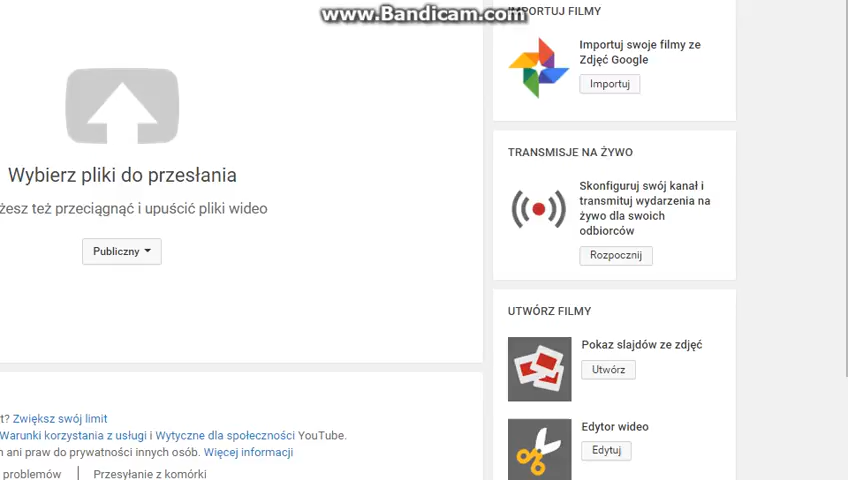 www.Bandicam.com
IMPORTUJ FILMY
Importuj swoje filmy ze
Zdjęć Google
Importuj
Wybierz pliki do przesłania
żesz też przeciągnąć i upuścić pliki wideo
Publiczny
TRANSMISJE NA ŻYWO
Skonfiguruj swój kanał i
transmituj wydarzenia na
żywo dla swoich
odbiorców
Rozpocznij
UTWÓRZ FILMY
Pokaz slajdów ze zdjęć
Utwórz
Edytor wideo
Edytuj
t? Zwiększ swój limit
Warunki korzystania z usługi i Wytyczne dla społeczności YouTube.
n ani praw do prywatności innych osób. Więcej informacji
problemów | Przesyłanie z komórki